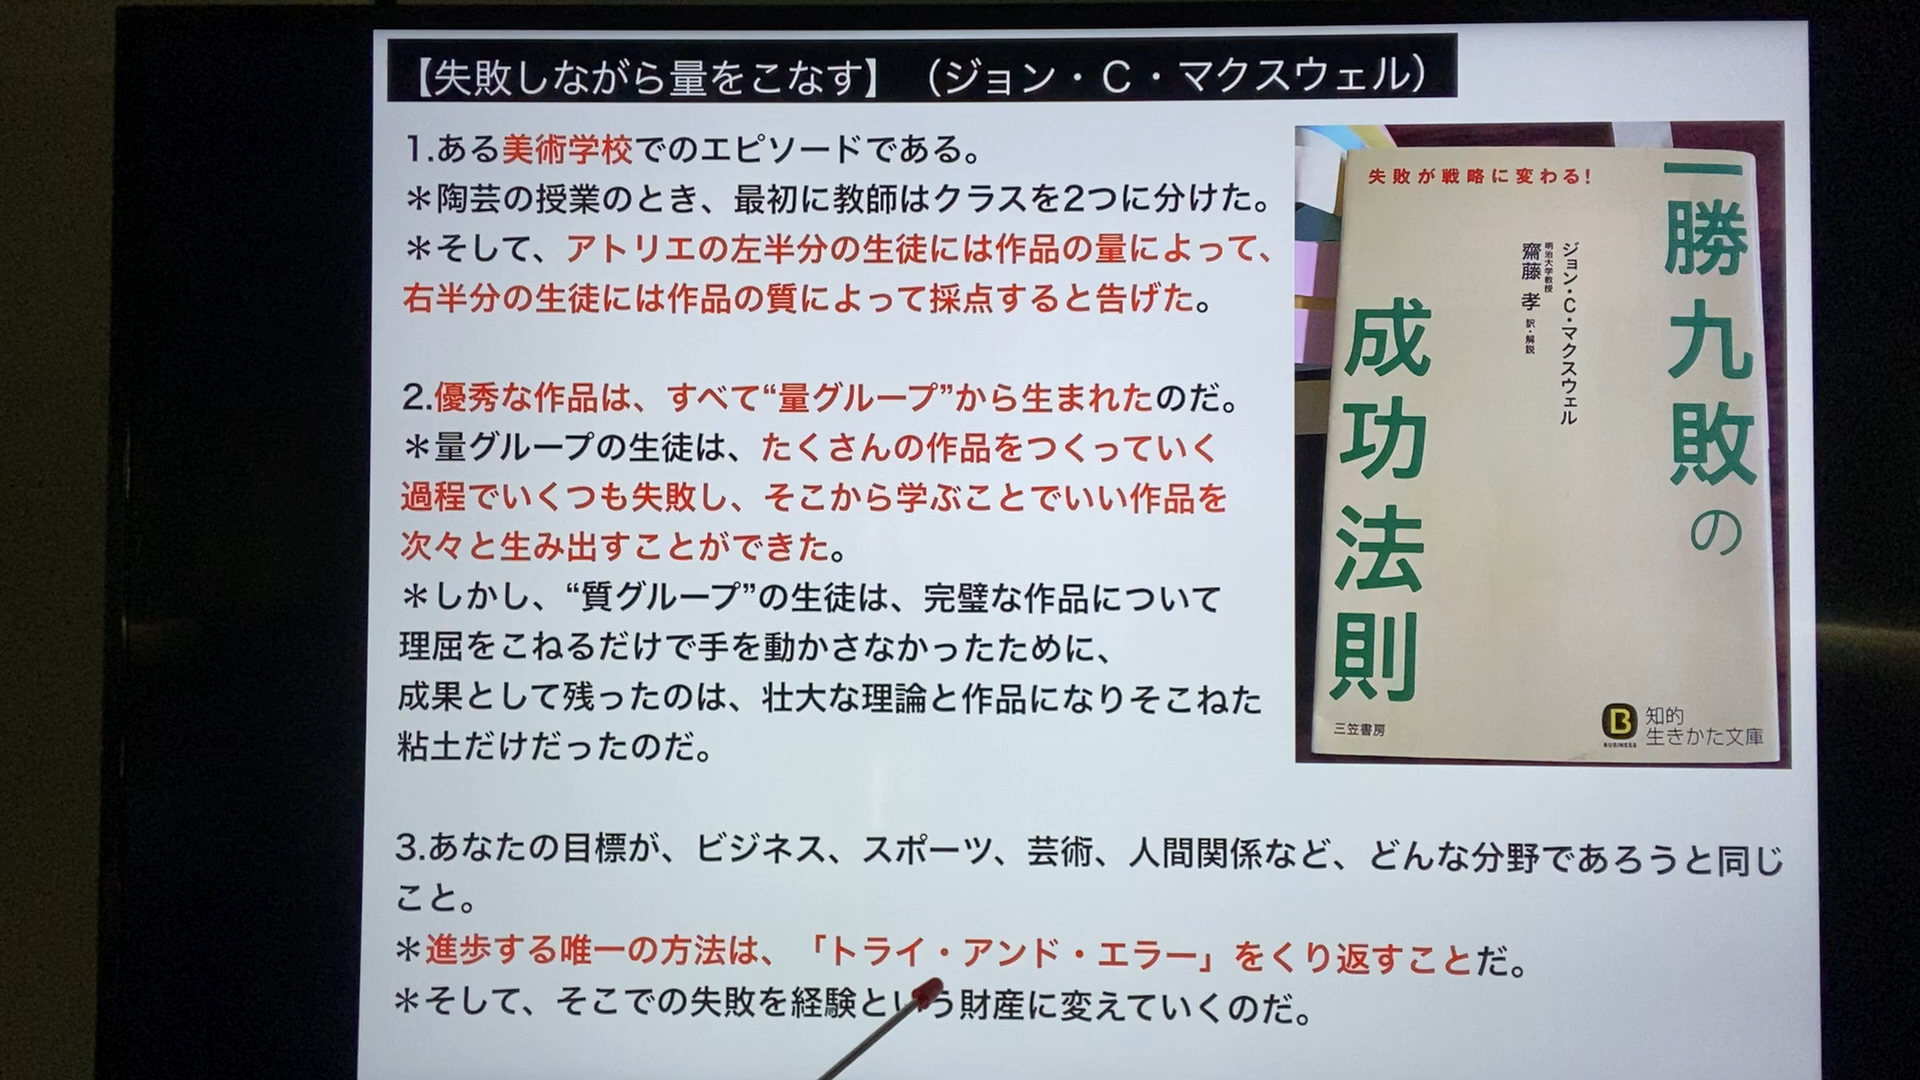 【失敗しながら量をこなす】（ジョン・C・マクスウェル）
1.ある美術学校でのエピソードである。
＊陶芸の授業のとき、最初に教師はクラスを2つに分けた。
＊そして、アトリエの左半分の生徒には作品の量によって、
右半分の生徒には作品の質によって採点すると告げた。
2.優秀な作品は、すべて“量グループ”から生まれたのだ。
＊量グループの生徒は、たくさんの作品をつくっていく
過程でいくつも失敗し、そこから学ぶことでいい作品を
次々と生み出すことができた。
＊しかし、“質グループ”の生徒は、完璧な作品について
理屈をこねるだけで手を動かさなかったために、
成果として残ったのは、壮大な理論と作品になりそこねた
粘土だけだったのだ。
3.あなたの目標が、ビジネス、スポーツ、芸術、人間関係など、どんな分野であろうと同じ
こと。
＊進歩する唯一の方法は、「トライ・アンド・エラー」をくり返すことだ。
＊そして、そこでの失敗を経験という財産に変えていくのだ。
失敗が戦略に変わる!
一勝九敗の
成功法則
ジョン・C・マクスウェル
明治大学教授
齋藤 孝 訳・解説
三笠書房
B
BUSINESS
知的
生きかた文庫